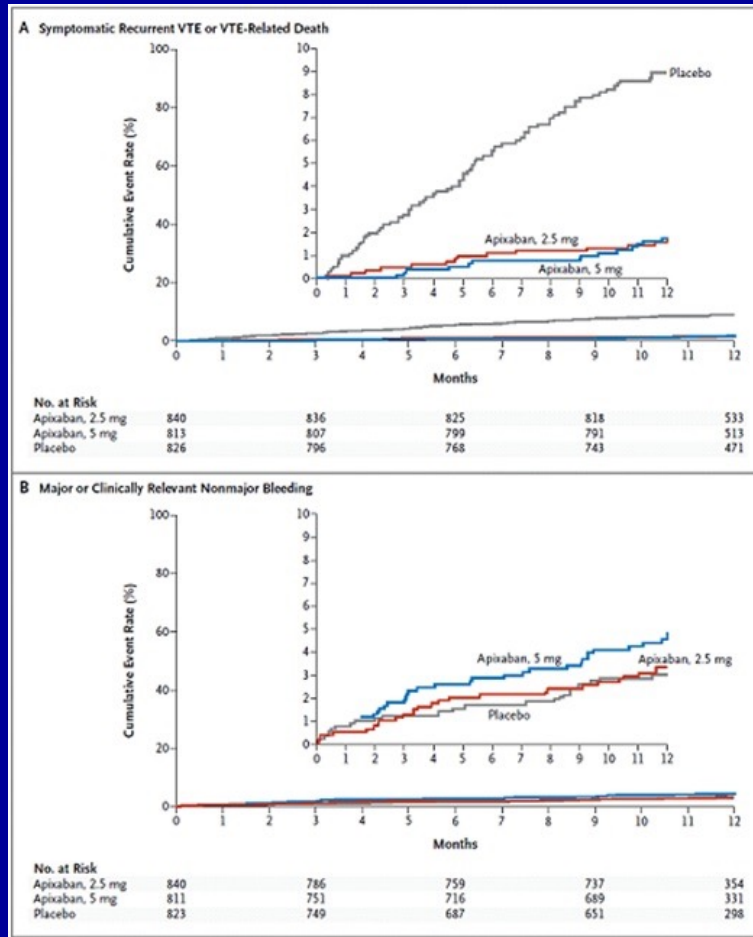 A Symptomatic Recurrent VTE or VTE-Related Death
100
80
60
40
20
0
Cumulative Event Rate (%)
10
9
8
7
6
5
4
3
2
1
0
Placebo
Apixaban, 2.5 mg
Apixaban, 5 mg
0 1 2 3 4 5 6 7 8 9 10 11 12
0 1 2 3 4 5 6 7 8 9 10 11 12
Months
No. at Risk
Apixaban, 2.5 mg 840 836 825 818 533
Apixaban, 5 mg 813 807 799 791 513
Placebo 826 796 768 743 471
B Major or Clinically Relevant Nonmajor Bleeding
100
80
60
40
20
0
Cumulative Event Rate (%)
10
9
8
7
6
5
4
3
2
1
0
Apixaban, 5 mg
Apixaban, 2.5 mg
Placebo
0 1 2 3 4 5 6 7 8 9 10 11 12
0 1 2 3 4 5 6 7 8 9 10 11 12
Months
No. at Risk
Apixaban, 2.5 mg 840 786 759 737 354
Apixaban, 5 mg 811 751 716 689 331
Placebo 823 749 687 651 298